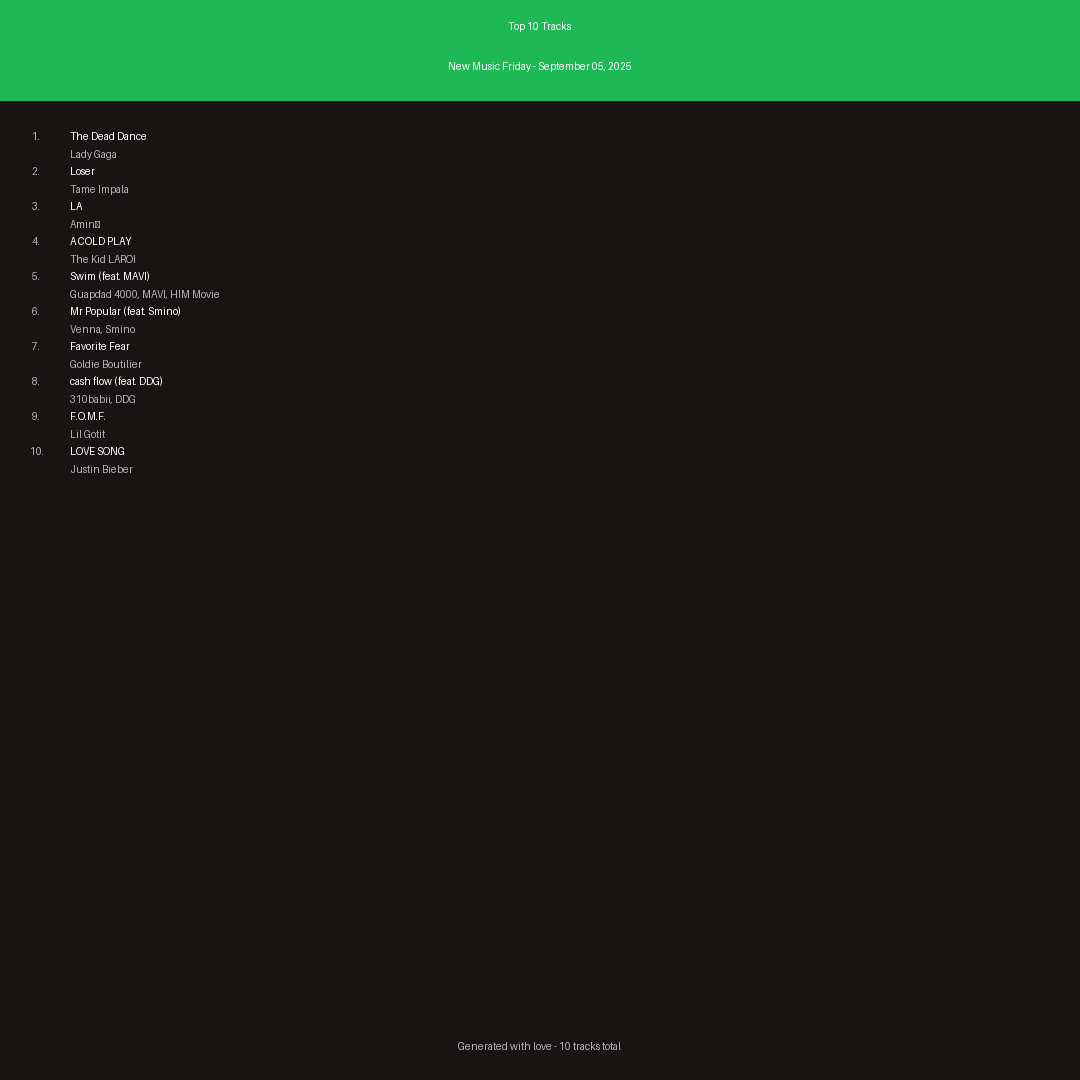 Top 10 Tracks
New Music Friday - September 05, 2025
1. The Dead Dance
Lady Gaga
2. Loser
Tame Impala
3. LA
Amin
4. A COLD PLAY
The Kid LAROI
5. Swim (feat. MAVI)
Guapdad 4000, MAVI, HIM Movie
6. Mr Popular (feat. Smino)
Venna, Smino
7. Favorite Fear
Goldie Boutilier
8. cash flow (feat. DDG)
310babii, DDG
9. F.O.M.F.
Lil Gotit
10. LOVE SONG
Justin Bieber
Generated with love - 10 tracks total